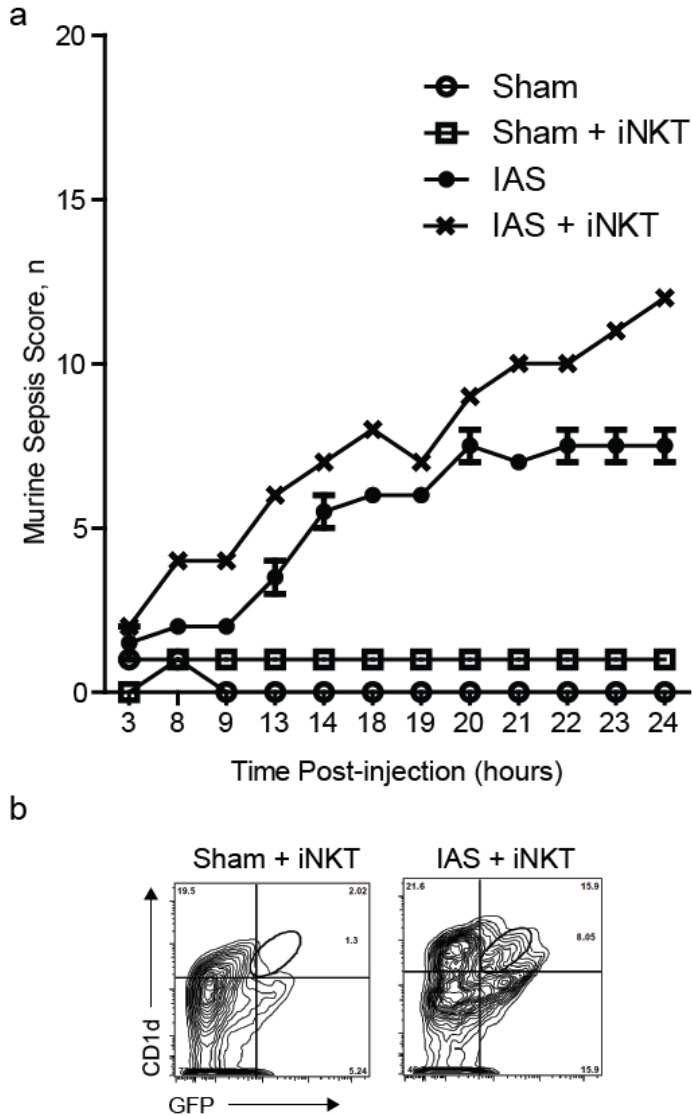 a
20
15
10
5
0
Murine Sepsis Score, n
Sham
Sham + iNKT
IAS
IAS + iNKT
3 8 9 13 14 18 19 20 21 22 23 24
Time Post-injection (hours)
b
Sham + iNKT IAS + iNKT
19.5 2.02 21.6 15.9
1.3 8.05
5.24 15.9
CD1d
GFP